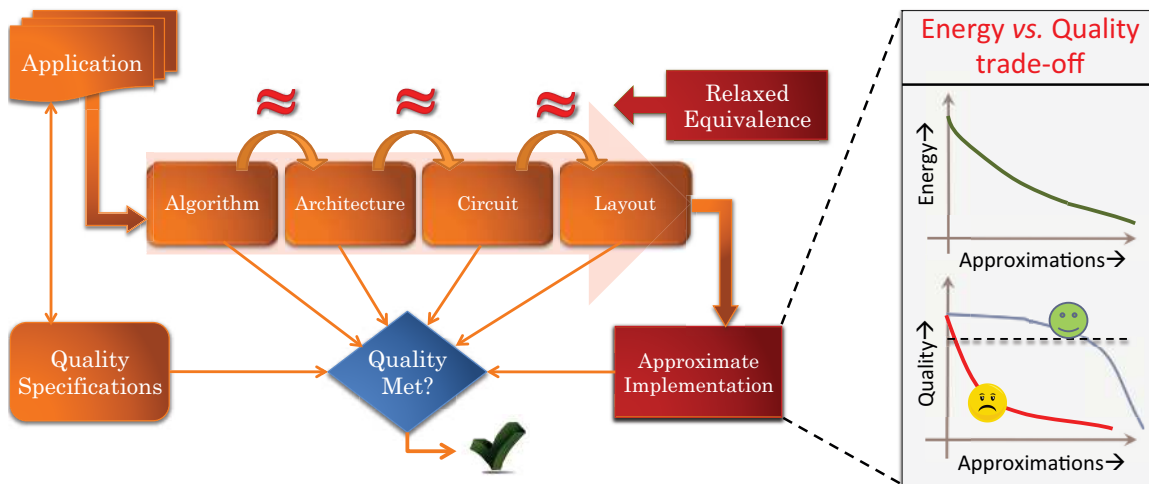 Application
≈ ≈ ≈
Relaxed
Equivalence
Algorithm
Architecture
Circuit
Layout
Quality
Specifications
Quality
Met?
Approximate
Implementation
Energy vs. Quality
trade-off
Energy→
Approximations→
Quality→
Approximations→